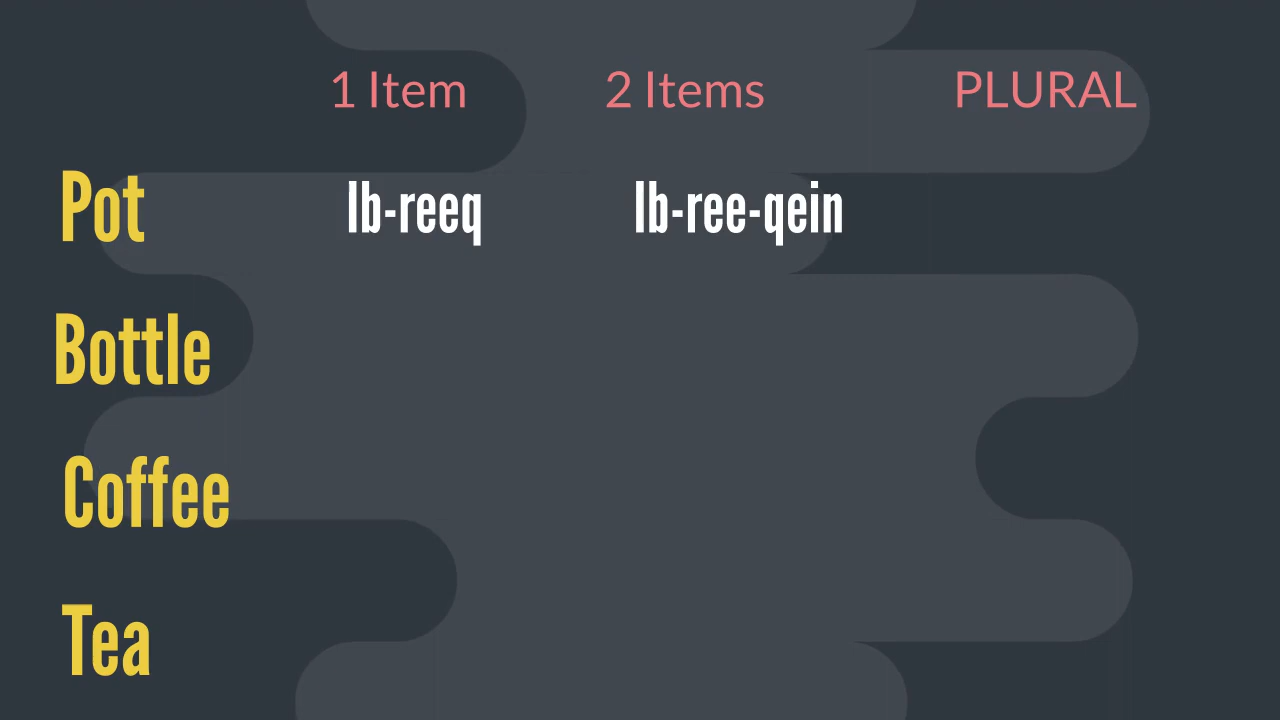 1 Item 2 Items PLURAL
Pot Ib-reeq Ib-ree-qein
Bottle
Coffee
Tea